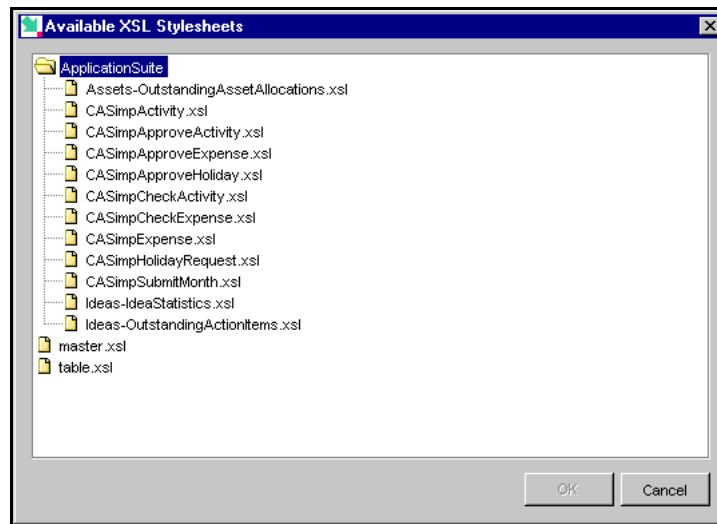 Available XSL Stylesheets
ApplicationSuite
Assets-OutstandingAssetAllocations.xsl
CASimpActivity.xsl
CASimpApproveActivity.xsl
CASimpApproveExpense.xsl
CASimpApproveHoliday.xsl
CASimpCheckActivity.xsl
CASimpCheckExpense.xsl
CASimpExpense.xsl
CASimpHolidayRequest.xsl
CASimpSubmitMonth.xsl
Ideas-IdeaStatistics.xsl
Ideas-OutstandingActionItems.xsl
master.xsl
table.xsl
OK Cancel